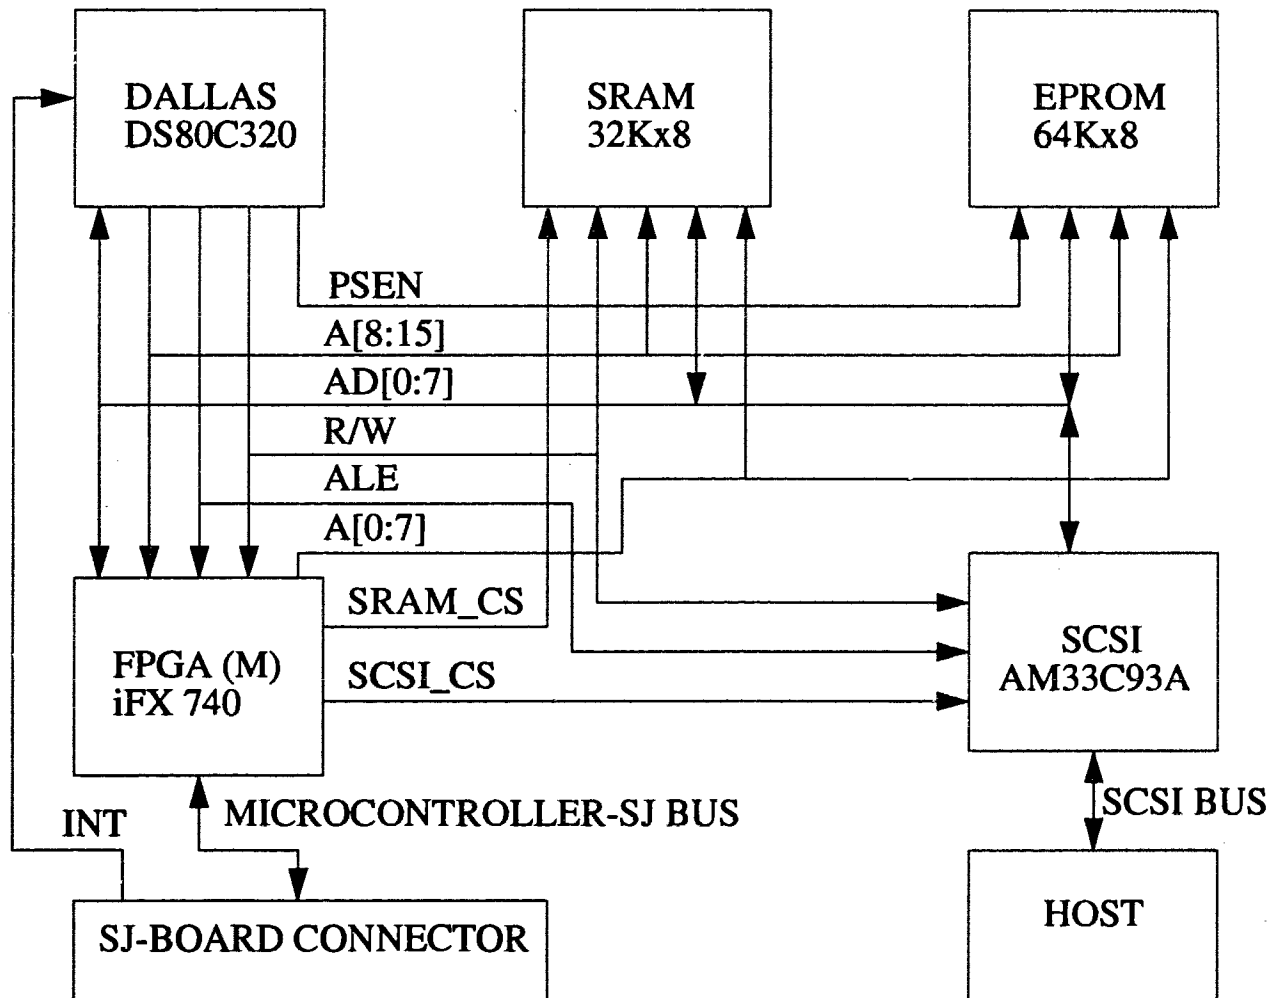 DALLAS
DS80C320
SRAM
32Kx8
EPROM
64Kx8
PSEN
A[8:15]
AD[0:7]
R/W
ALE
A[0:7]
SRAM_CS
FPGA (M)
iFX 740
SCSI_CS
SCSI
AM33C93A
INT
MICROCONTROLLER-SJ BUS
SCSI BUS
SJ-BOARD CONNECTOR
HOST